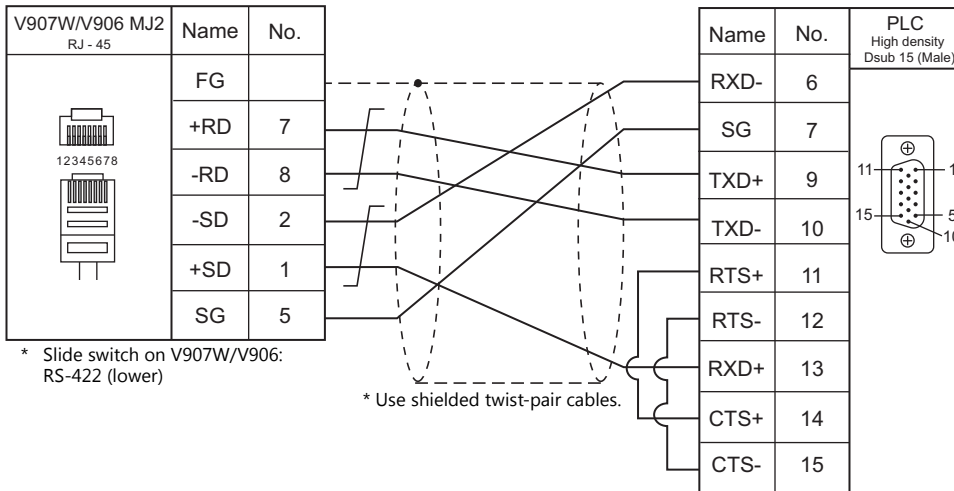 V907W/V906 MJ2
RJ - 45
Name No.
FG
+RD 7
-RD 8
-SD 2
+SD 1
SG 5
12345678
* Slide switch on V907W/V906:
RS-422 (lower)
* Use shielded twist-pair cables.
Name No.
RXD- 6
SG 7
TXD+ 9
TXD- 10
RTS+ 11
RTS- 12
RXD+ 13
CTS+ 14
CTS- 15
PLC
High density
Dsub 15 (Male)
11 1
15 5
10